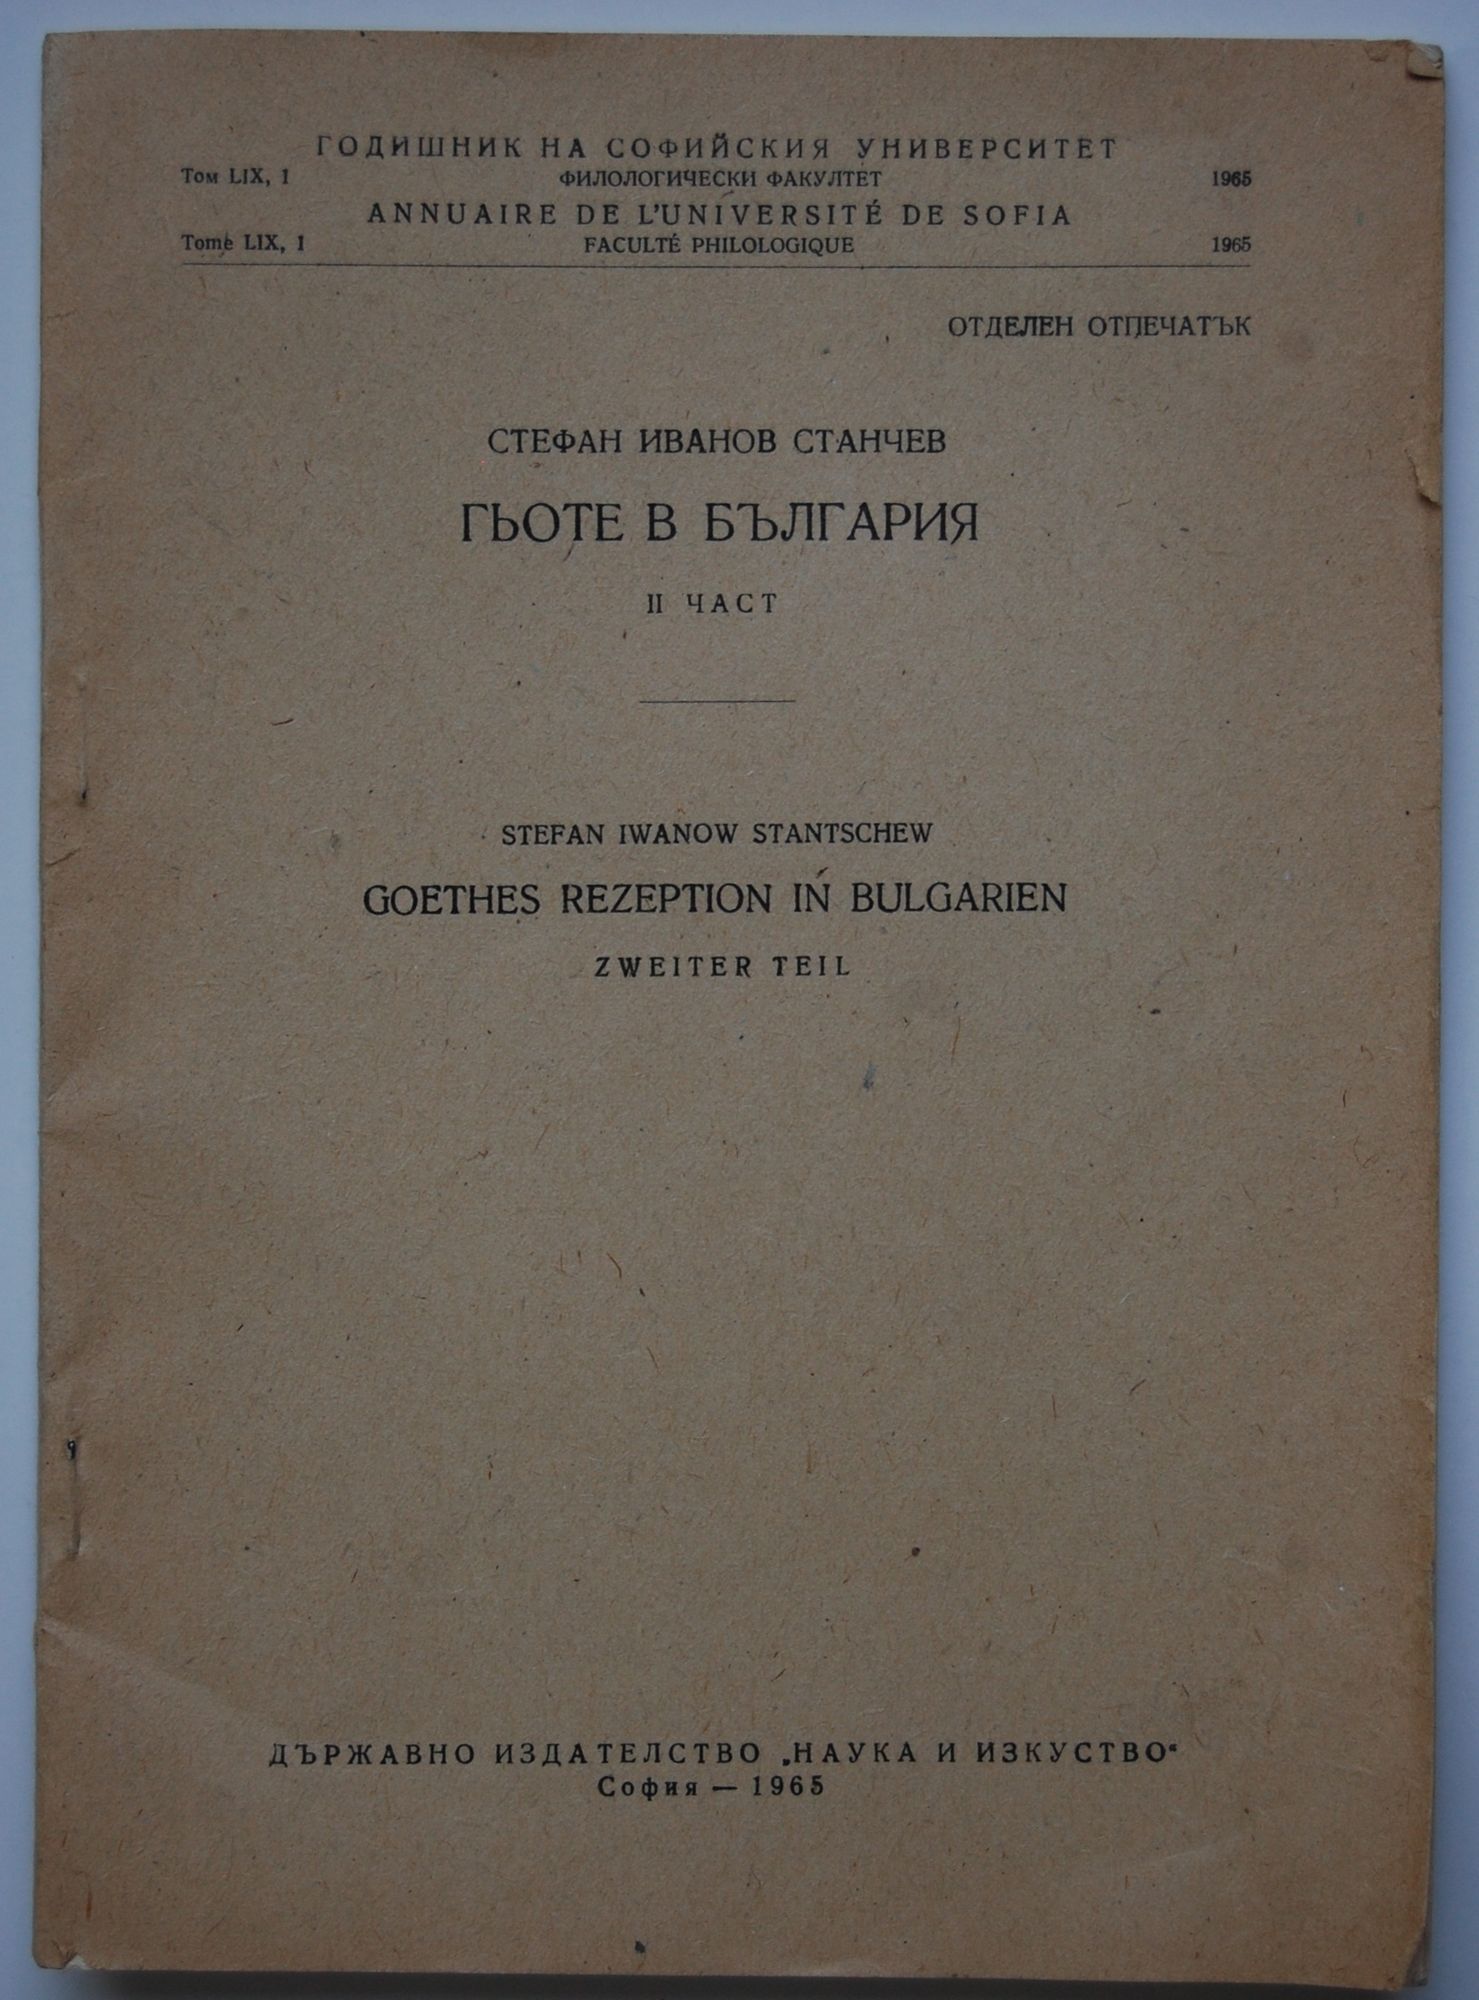 ГОДИШНИК НА СОФИЙСКИЯ УНИВЕРСИТЕТ
Том LIX, 1 ФИЛОЛОГИЧЕСКИ ФАКУЛТЕТ 1965
ANNUAIRE DE L'UNIVERSITÉ DE SOFIA
Tome LIX, 1 FACULTÉ PHILOLOGIQUE 1965
ОТДЕЛЕН ОТПЕЧАТЪК
СТЕФАН ИВАНОВ СТАНЧЕВ
ГЬОТЕ В БЪЛГАРИЯ
II ЧАСТ
STEFAN IWANOW STANTSCHEW
GOETHES REZEPTION IN BULGARIEN
ZWEITER TEIL
ДЪРЖАВНО ИЗДАТЕЛСТВО „НАУКА И ИЗКУСТВО“
София — 1965